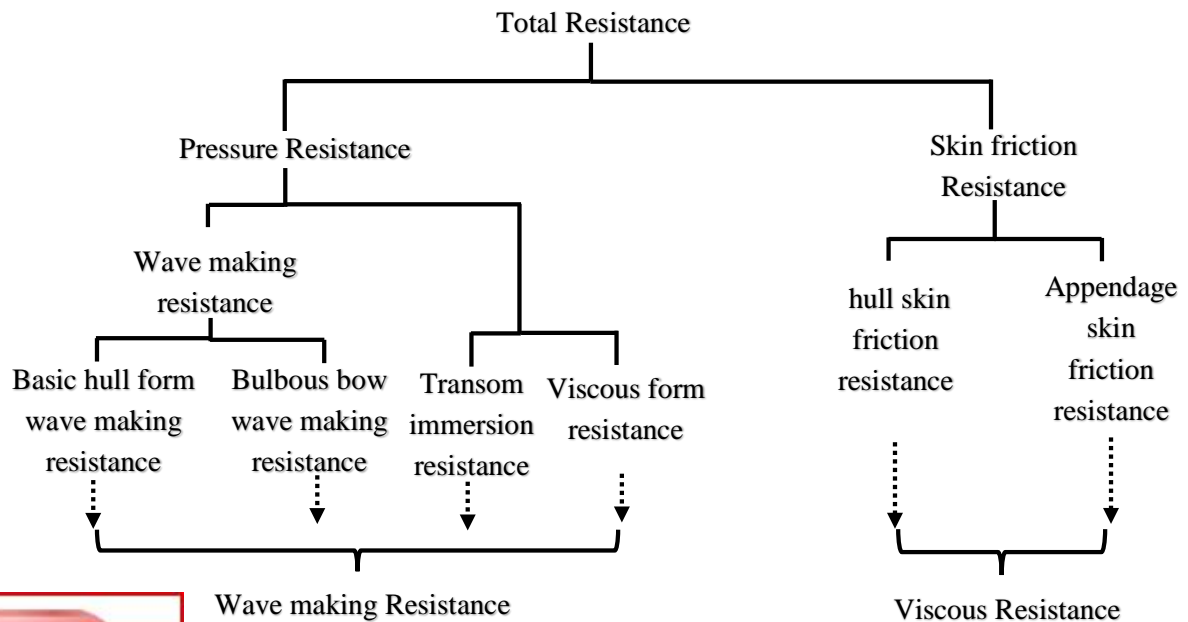 Total Resistance
Pressure Resistance
Skin friction
Resistance
Wave making
resistance
hull skin
friction
resistance
Appendage
skin
friction
resistance
Basic hull form
wave making
resistance
Bulbous bow
wave making
resistance
Transom
immersion
resistance
Viscous form
resistance
Wave making Resistance
Viscous Resistance